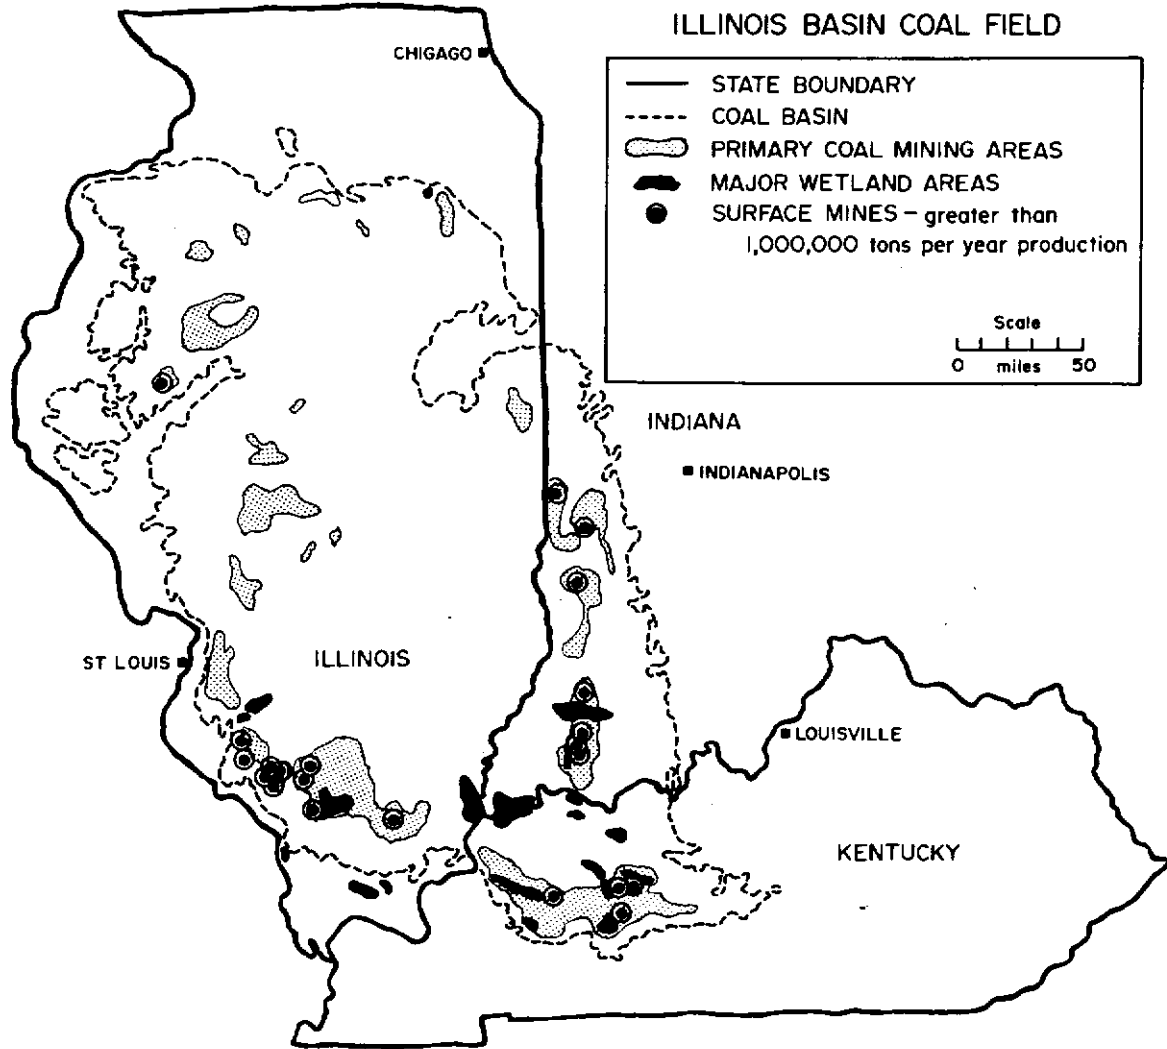 ILLINOIS BASIN COAL FIELD
STATE BOUNDARY
COAL BASIN
PRIMARY COAL MINING AREAS
MAJOR WETLAND AREAS
SURFACE MINES - greater than
1,000,000 tons per year production
Scale
0 miles 50
CHIGAGO
INDIANA
INDIANAPOLIS
ST LOUIS
ILLINOIS
LOUISVILLE
KENTUCKY